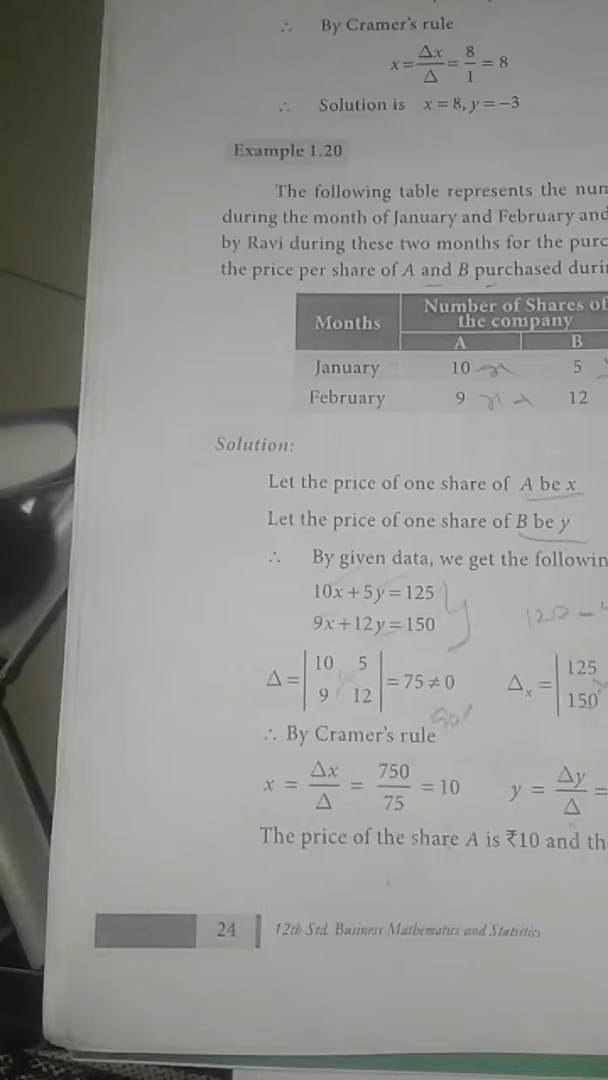 ∴ By Cramer's rule
x = Δx/Δ = 8/1 = 8
∴ Solution is x = 8, y = −3
Example 1.20
The following table represents the
during the month of January and February and
by Ravi during these two months for the
the price per share of A and B purchased
Months Number of Shares of the company
A B
January 10 5
February 9 12
Solution:
Let the price of one share of A be x
Let the price of one share of B be y
∴ By given data, we get the
10x + 5y = 125
9x + 12y = 150
Δ = | 10 5 | = 75 ≠ 0 Δx = | 125
| 9 12 | | 150
∴ By Cramer's rule
x = Δx/Δ = 750/75 = 10 y = Δy/Δ =
The price of the share A is ₹10 and
24 12th Std. Business Mathematics and Statistics